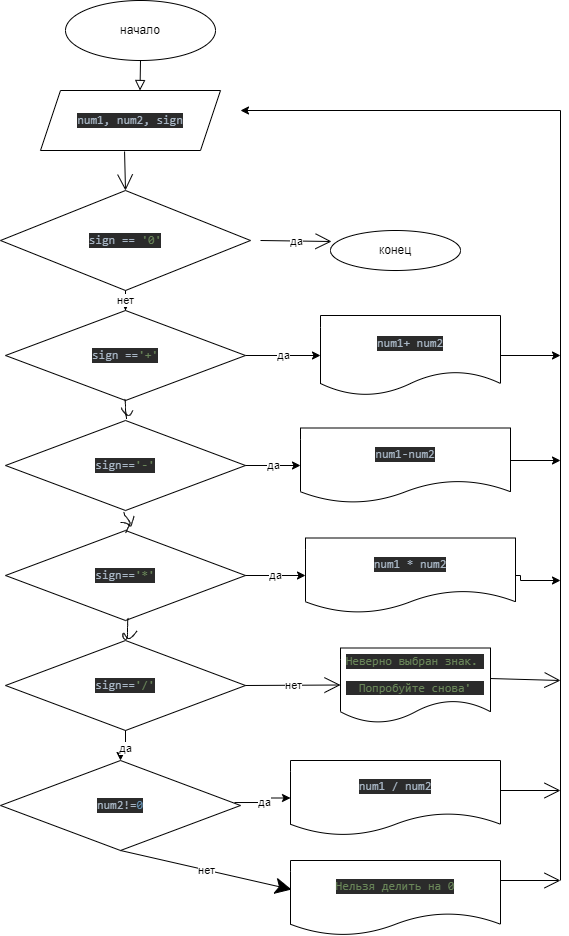 начало
num1, num2, sign
sign == '0'
да
конец
нет
sign =='+'
да
num1+ num2
sign=='-'
да
num1-num2
sign=='*'
да
num1 * num2
sign=='/'
нет
Неверно выбран знак.
Попробуйте снова'
да
num2!=0
да
num1 / num2
нет
Нельзя делить на 0